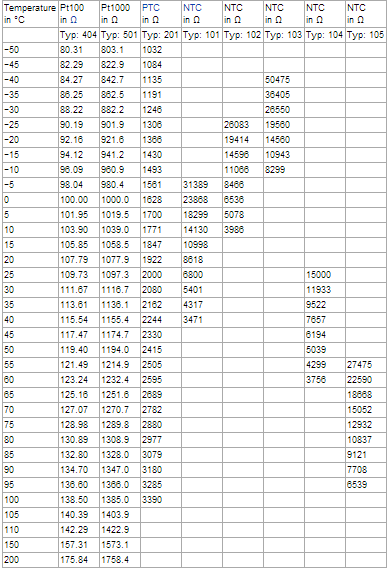 Temperature Pt100 Pt1000 PTC NTC NTC NTC NTC NTC
in °C in Ω in Ω in Ω in Ω in Ω in Ω in Ω in Ω
Typ: 404 Typ: 501 Typ: 201 Typ: 101 Typ: 102 Typ: 103 Typ: 104 Typ: 105
−50 80.31 803.1 1032
−45 82.29 822.9 1084
−40 84.27 842.7 1135 50475
−35 86.25 862.5 1191 36405
−30 88.22 882.2 1246 26550
−25 90.19 901.9 1306 26083 19560
−20 92.16 921.6 1366 19414 14560
−15 94.12 941.2 1430 14596 10943
−10 96.09 960.9 1493 11066 8299
−5 98.04 980.4 1561 31389 8466
0 100.00 1000.0 1628 23868 6536
5 101.95 1019.5 1700 18299 5078
10 103.90 1039.0 1771 14130 3986
15 105.85 1058.5 1847 10998
20 107.79 1077.9 1922 8618
25 109.73 1097.3 2000 6800 15000
30 111.67 1116.7 2080 5401 11933
35 113.61 1136.1 2162 4317 9522
40 115.54 1155.4 2244 3471 7657
45 117.47 1174.7 2330 6194
50 119.40 1194.0 2415 5039
55 121.49 1214.9 2505 4299 27475
60 123.24 1232.4 2595 3756 22590
65 125.16 1251.6 2689 18668
70 127.07 1270.7 2782 15052
75 128.98 1289.8 2880 12932
80 130.89 1308.9 2977 10837
85 132.80 1328.0 3079 9121
90 134.70 1347.0 3180 7708
95 136.60 1366.0 3285 6539
100 138.50 1385.0 3390
105 140.39 1403.9
110 142.29 1422.9
150 157.31 1573.1
200 175.84 1758.4